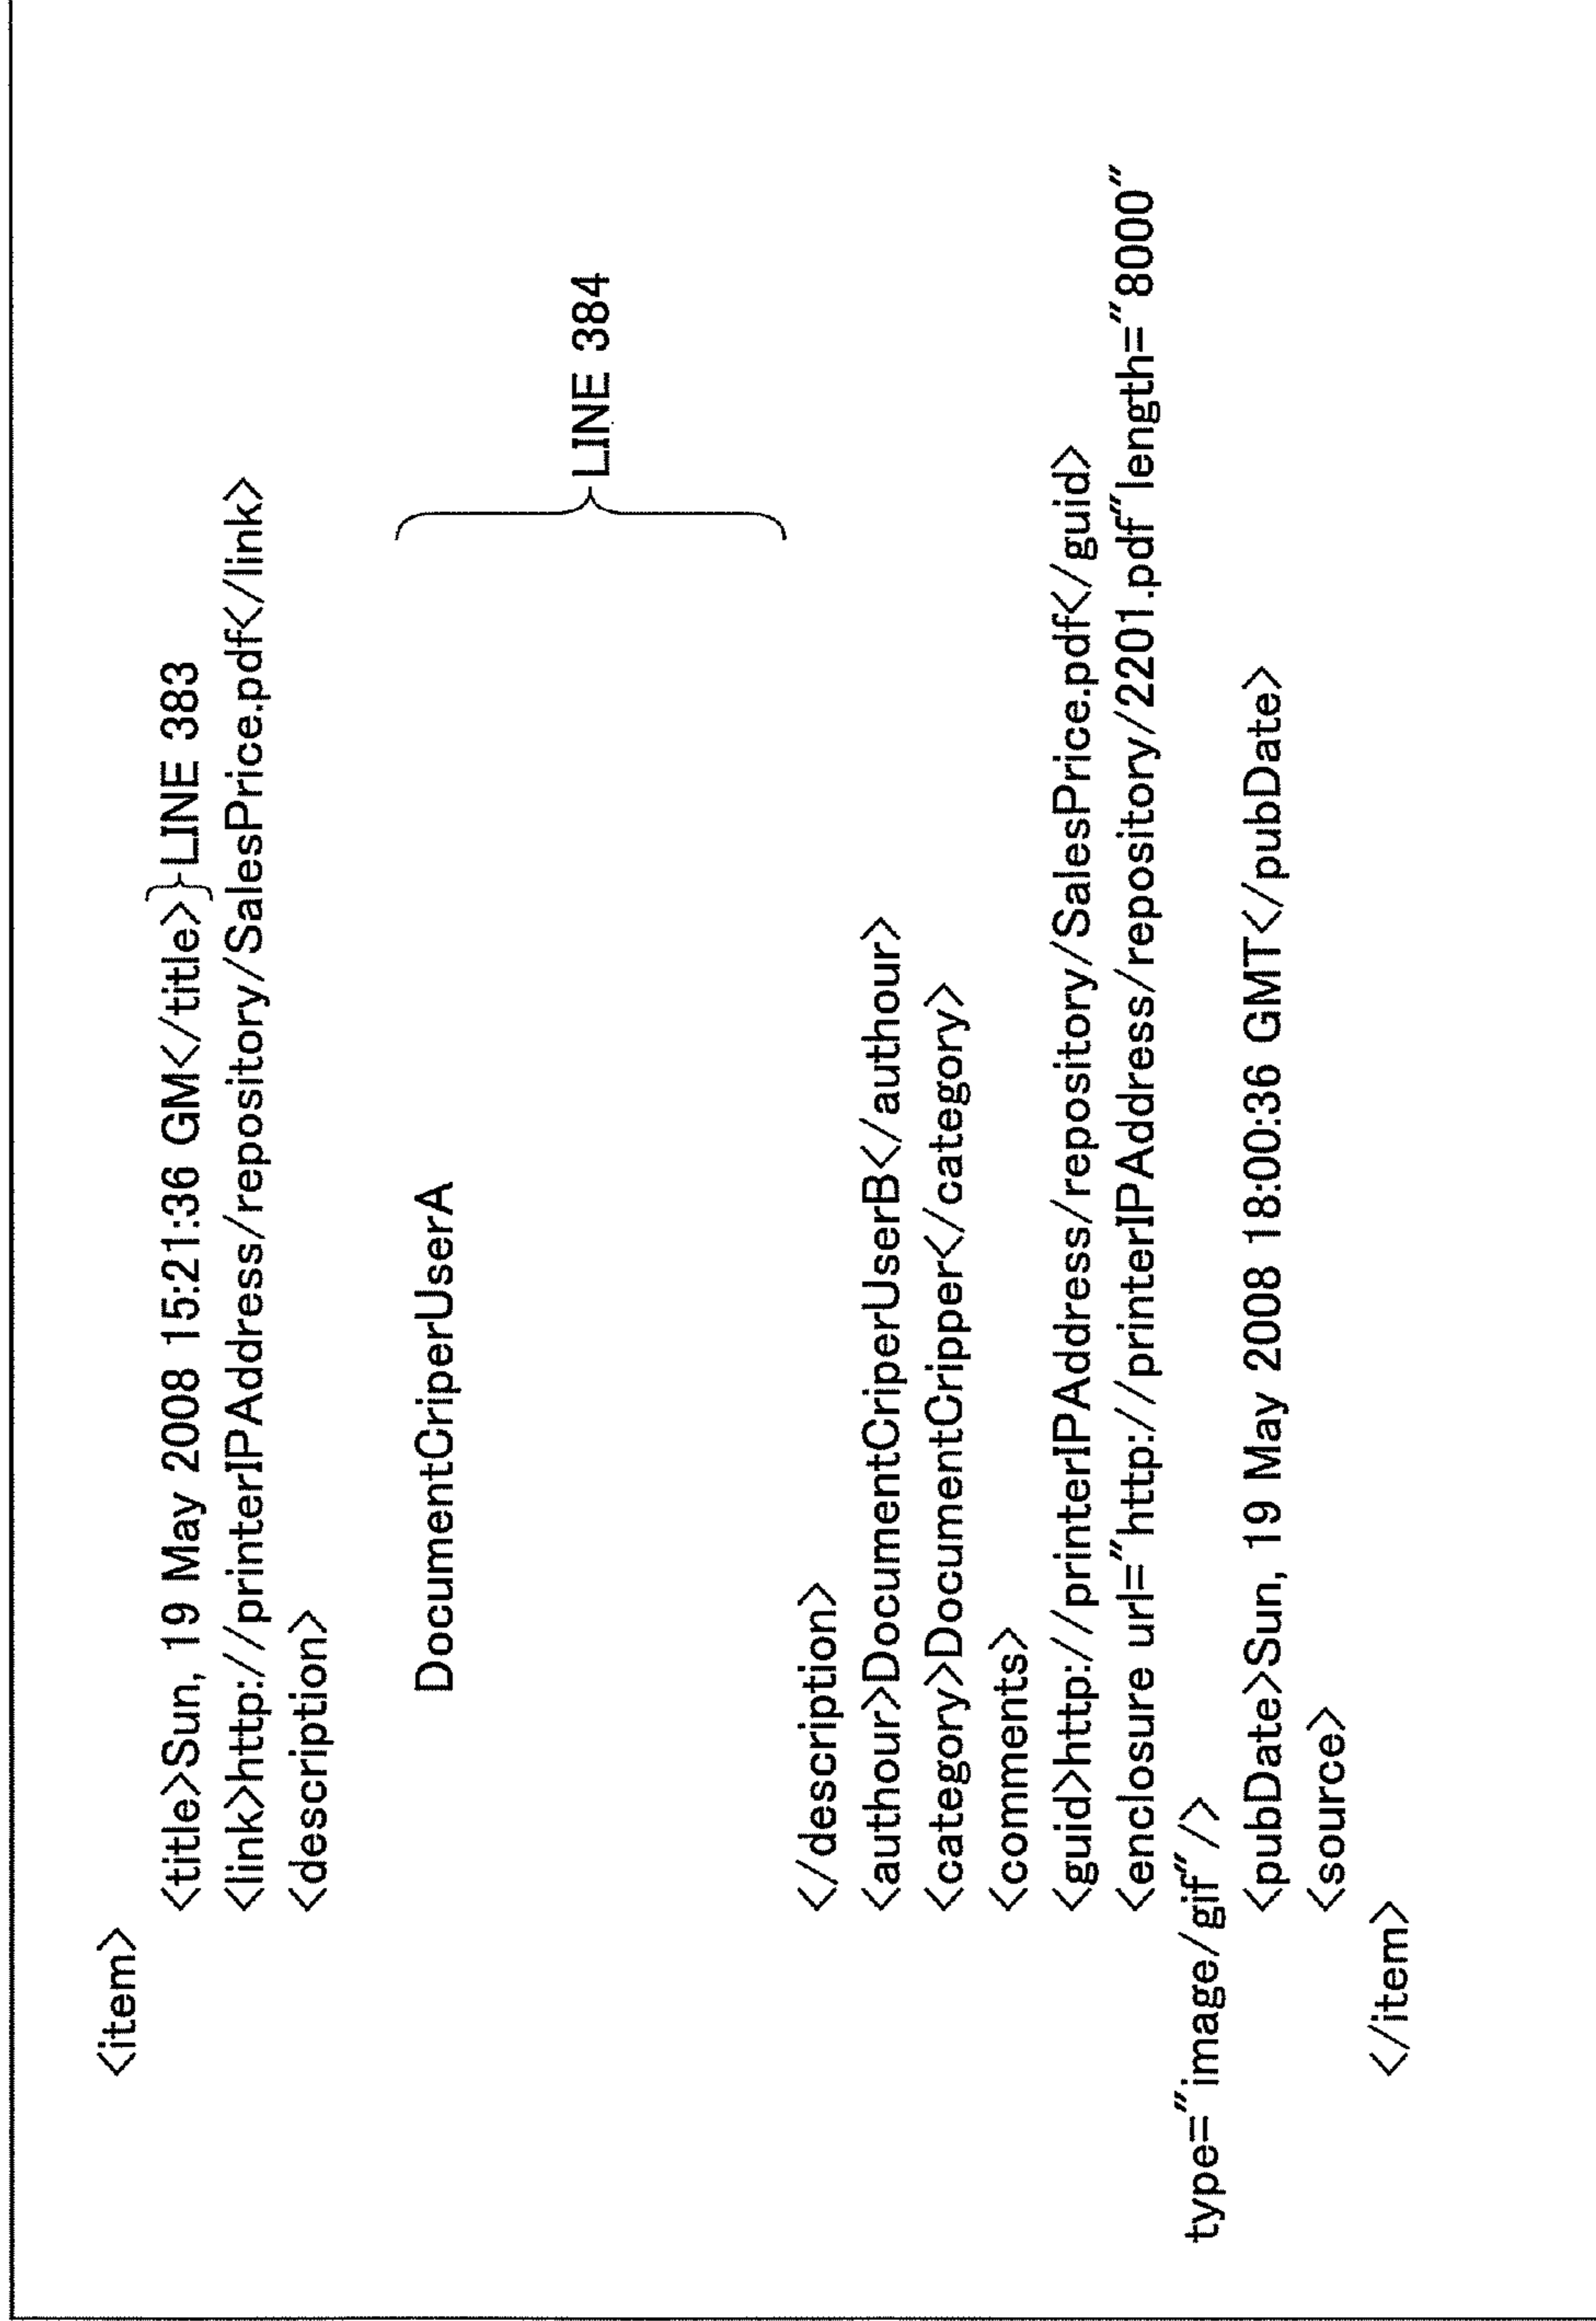 <item>
<title>Sun, 19 May 2008 15:21:36 GM</title> LINE 383
<link>http://printerIPAddress/repository/SalesPrice.pdf</link>
<description>
DocumentCriperUserA
LINE 384
</description>
<authour>DocumentCriperUserB</authour>
<category>DocumentCripper</category>
<comments>
<guid>http://printerIPAddress/repository/SalesPrice.pdf</guid>
<enclosure url="http://printerIPAddress/repository/2201.pdf"length="8000"
type="image/gif"/>
<pubDate>Sun, 19 May 2008 18:00:36 GMT</pubDate>
<source>
</item>